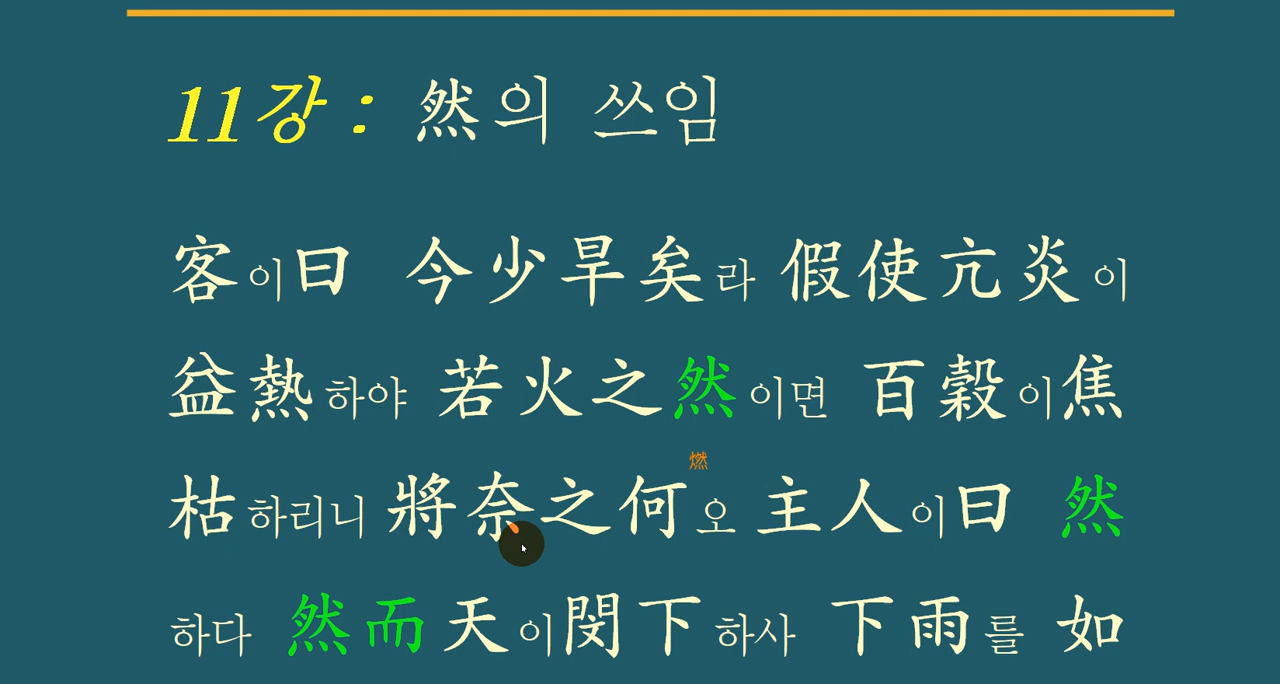 11강 : 然의 쓰임
客이曰 今少旱矣라 假使亢炎이
益熱하야 若火之然이면 百穀이焦
燃
枯하리니 將奈之何오 主人이曰 然
하다 然而天이閔下하사 下雨를 如